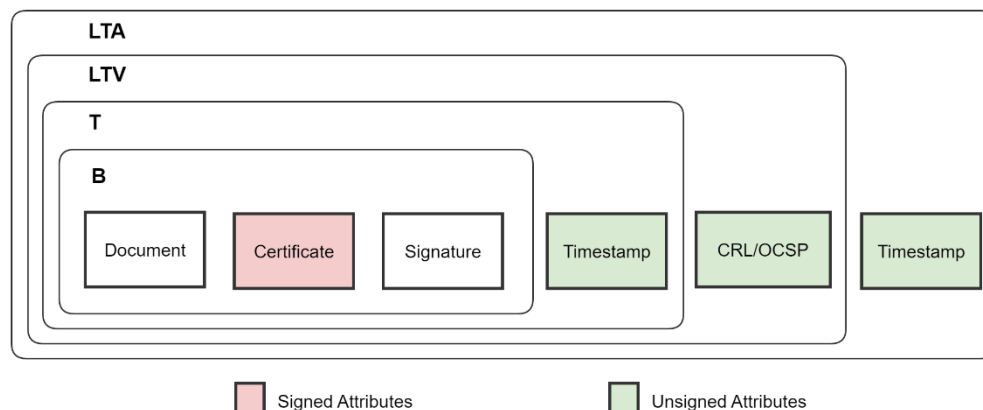 LTA
LTV
T
B
Document Certificate Signature Timestamp CRL/OCSP Timestamp
Signed Attributes Unsigned Attributes